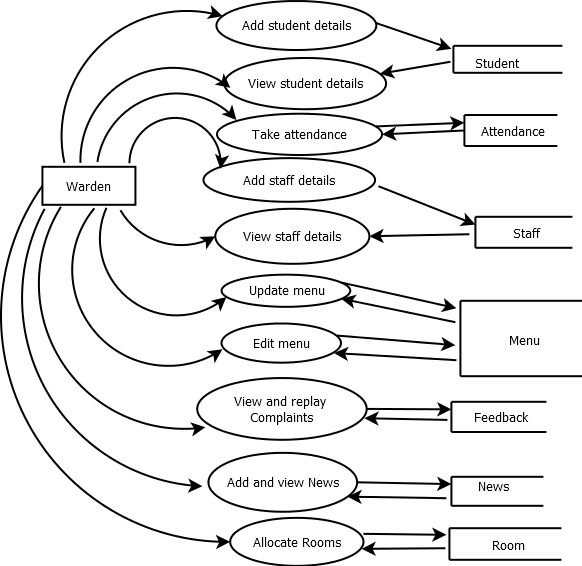 Add student details
Student
View student details
Take attendance
Attendance
Warden
Add staff details
View staff details
Staff
Update menu
Edit menu
Menu
View and replay
Complaints
Feedback
Add and view News
News
Allocate Rooms
Room